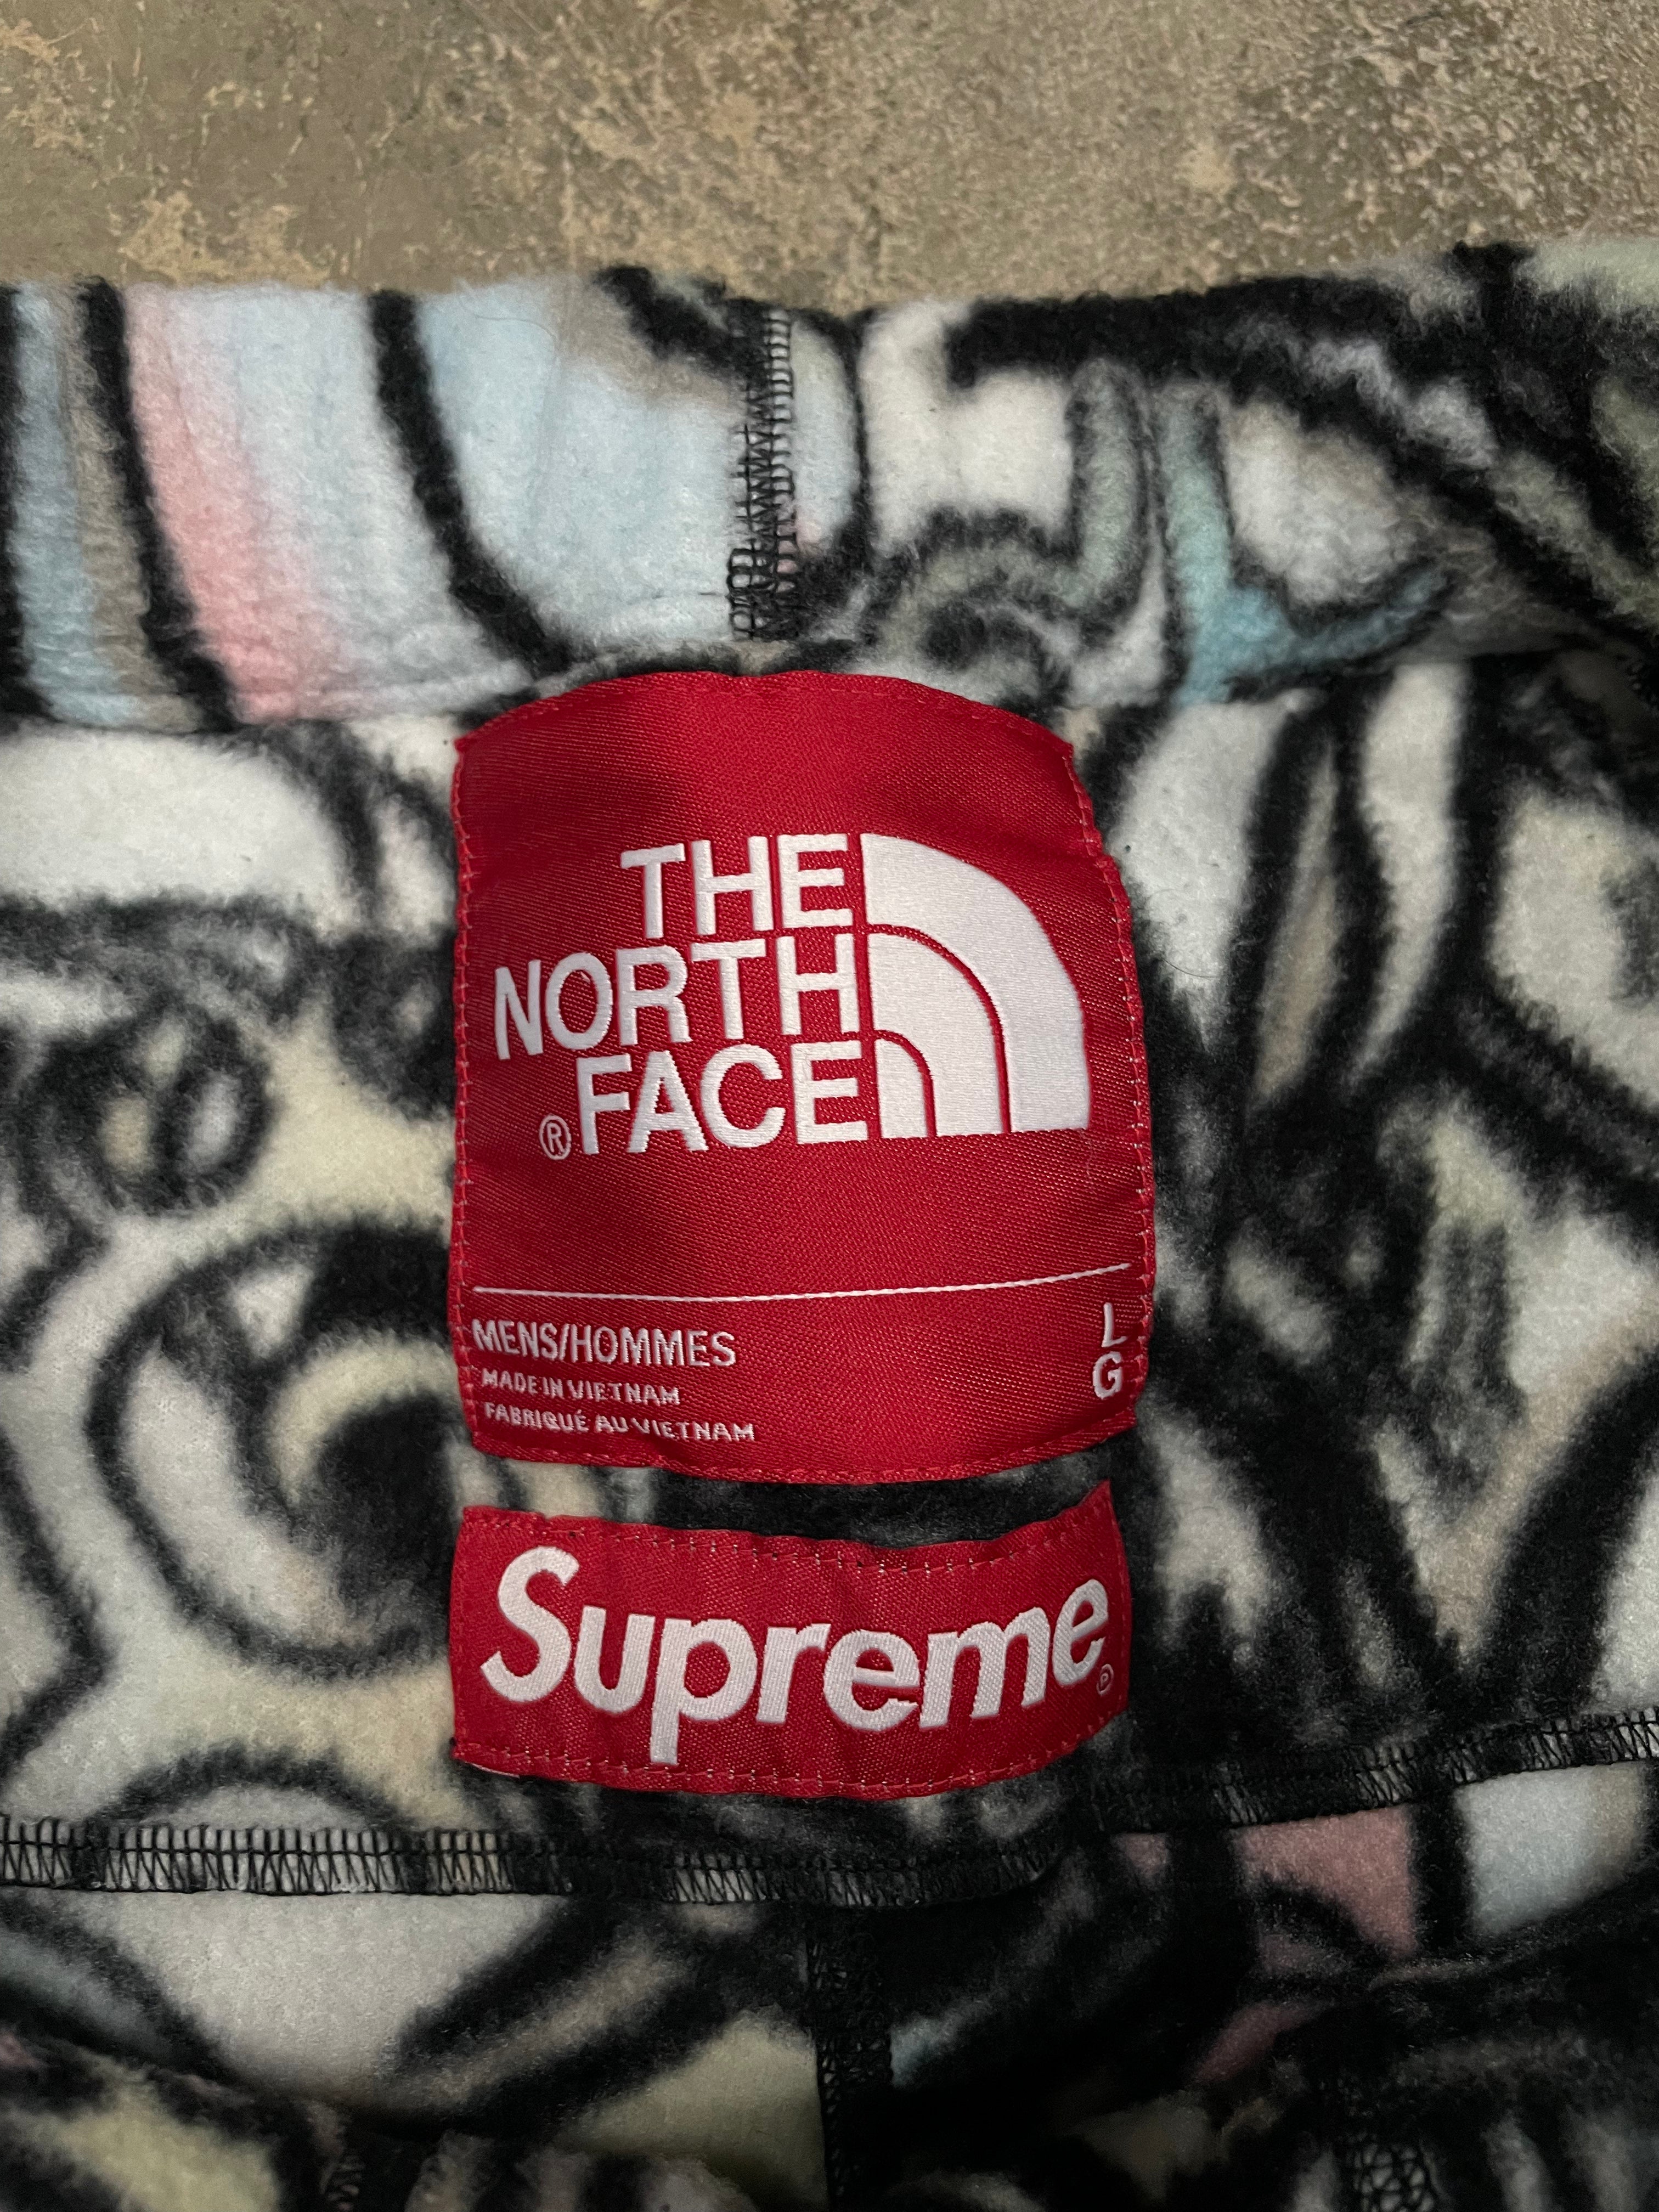 THE
NORTH
®FACE
MENS/HOMMES
L
G
MADE IN VIETNAM
FABRIQUÉ AU VIETNAM
Supreme®